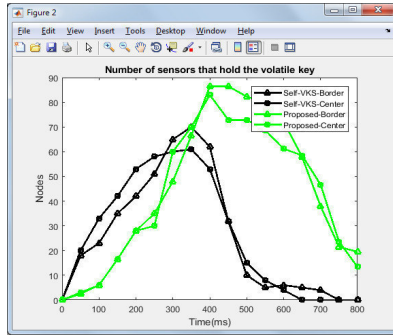 Figure 2
File Edit View Insert Tools Desktop Window Help
Number of sensors that hold the volatile key
Self-VKS-Border
Self-VKS-Center
Proposed-Border
Proposed-Center
90
80
70
60
50
40
30
20
10
0
Nodes
0 100 200 300 400 500 600 700 800
Time(ms)